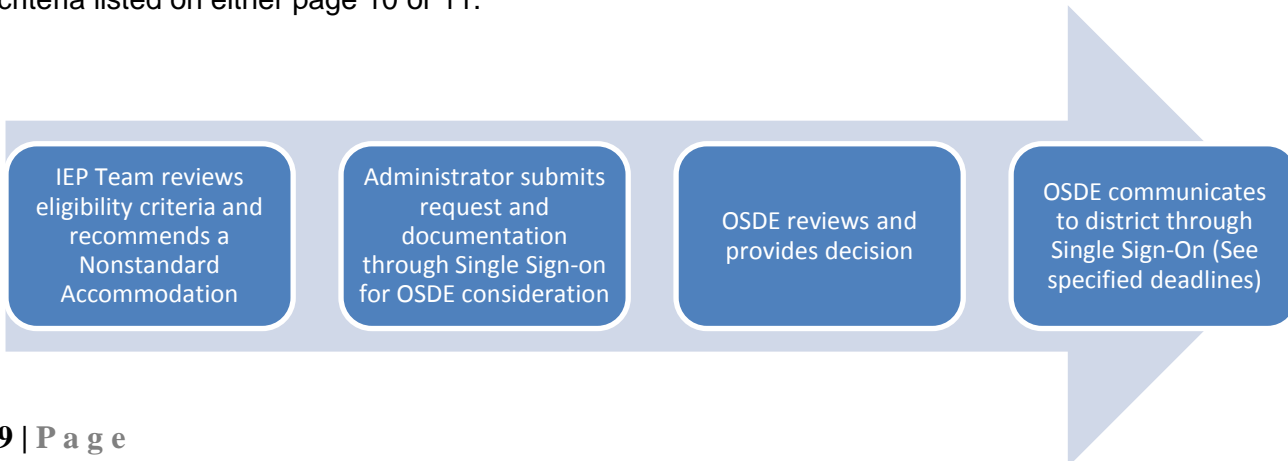 criteria listed on either page 10 or 11.
IEP Team reviews
eligibility criteria and
recommends a
Nonstandard
Accommodation
Administrator submits
request and
documentation
through Single Sign-on
for OSDE consideration
OSDE reviews and
provides decision
OSDE communicates
to district through
Single Sign-On (See
specified deadlines)
9 | P a g e